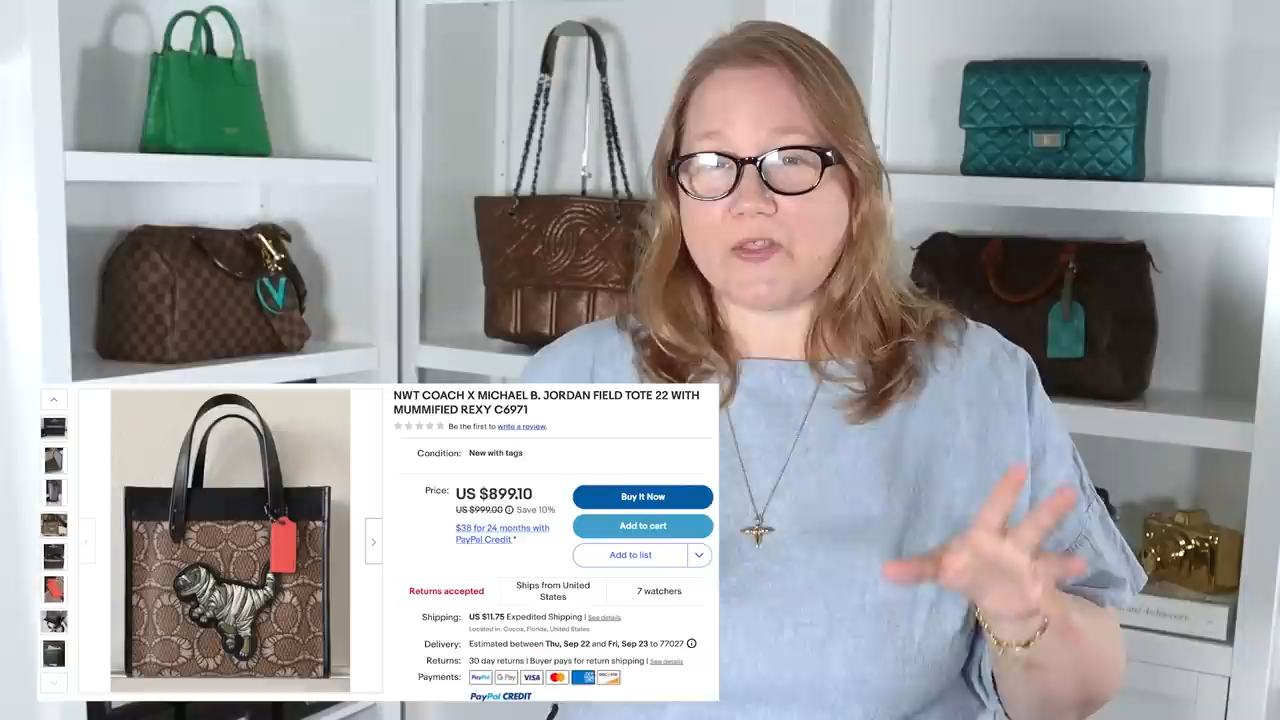 NWT COACH X MICHAEL B. JORDAN FIELD TOTE 22 WITH
MUMMIFIED REXY C6971
Be the first to write a review.
Condition: New with tags
Price: US $899.10
US $999.00 Save 10%
$38 for 24 months with
PayPal Credit*
Buy It Now
Add to cart
Add to list
Returns accepted
Ships from United
States
7 watchers
Shipping: US $11.75 Expedited Shipping | See details
Located in: Cocoa, Florida, United States
Delivery: Estimated between Thu, Sep 22 and Fri, Sep 23 to 77027
Returns: 30 day returns | Buyer pays for return shipping | See details
Payments: PayPal G Pay VISA
PayPal CREDIT